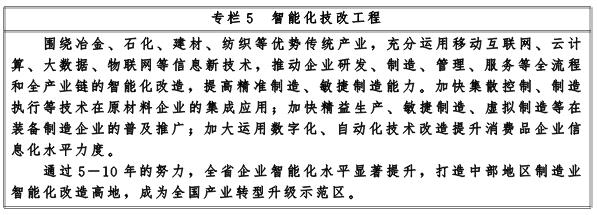 专栏 5 智能化技改工程
围绕冶金、石化、建材、纺织等优势传统产业，充分运用移动互联网、云计
算、大数据、物联网等信息新技术，推动企业研发、制造、管理、服务等全流程
和全产业链的智能化改造，提高精准制造、敏捷制造能力。加快集散控制、制造
执行等技术在原材料企业的集成应用；加快精益生产、敏捷制造、虚拟制造等在
装备制造企业的普及推广；加大运用数字化、自动化技术改造提升消费品企业信
息化水平力度。
通过 5—10 年的努力，全省企业智能化水平显著提升，打造中部地区制造业
智能化改造高地，成为全国产业转型升级示范区。